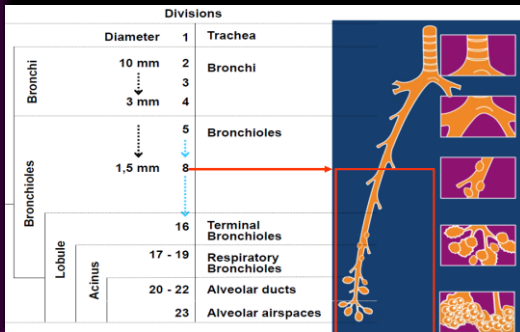 Divisions
Diameter 1 Trachea
Bronchi
10 mm 2 Bronchi
3
3 mm 4
Bronchioles
5 Bronchioles
1,5 mm 8
Lobule
16 Terminal
Bronchioles
Acinus
17 - 19 Respiratory
Bronchioles
20 - 22 Alveolar ducts
23 Alveolar airspaces